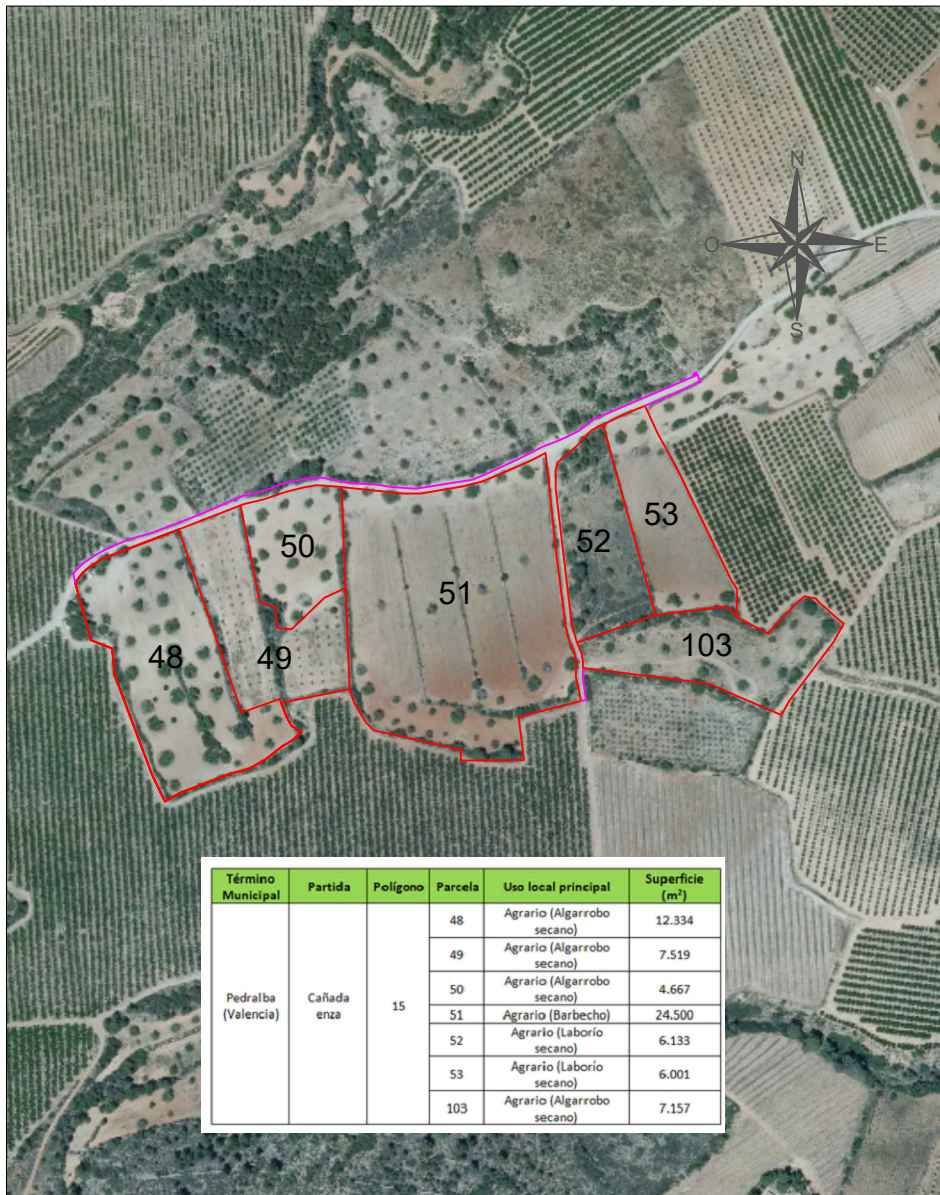 N
O
E
S
53
52
50
51
103
48
49
Término Municipal
Partida
Polígono
Parcela
Uso local principal
Superficie (m²)
Pedralba (Valencia)
Cañada enza
15
48
Agrario (Algarrobo secano)
12.334
49
Agrario (Algarrobo secano)
7.519
50
Agrario (Algarrobo secano)
4.667
51
Agrario (Barbecho)
24.500
52
Agrario (Laborío secano)
6.133
53
Agrario (Laborío secano)
6.001
103
Agrario (Algarrobo secano)
7.157